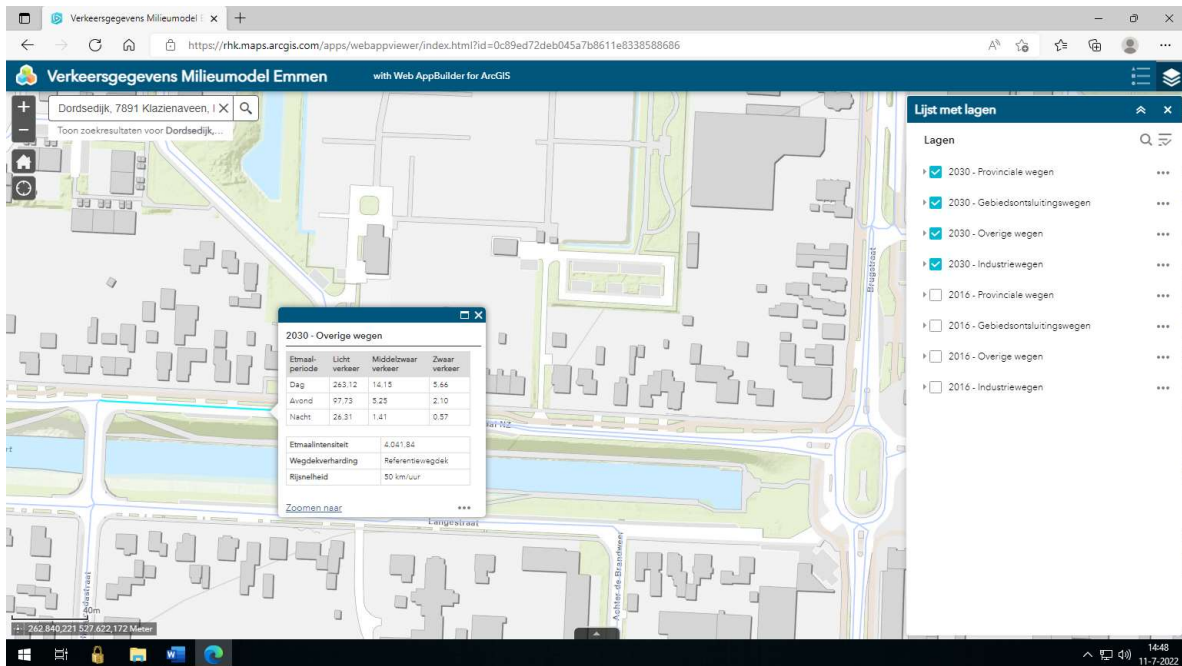 Verkeersgegevens Milieumodel E
https://rhk.maps.arcgis.com/apps/webappviewer/index.html?id=0c89ed72deb045a7b8611e8338588686
Verkeersgegevens Milieumodel Emmen
with Web AppBuilder for ArcGIS
Dordsedijk, 7891 Klazienaveen, I
Toon zoekresultaten voor Dordsedijk,...
Lijst met lagen
Lagen
2030 - Provinciale wegen
2030 - Gebiedsontsluitingswegen
2030 - Overige wegen
2030 - Industriewegen
2016 - Provinciale wegen
2016 - Gebiedsontsluitingswegen
2016 - Overige wegen
2016 - Industriewegen
Brugstraat
2030 - Overige wegen
Etmaal-periode Licht verkeer Middelzwaar verkeer Zwaar verkeer
Dag 263,12 14,15 5,66
Avond 97,73 5,25 2,10
Nacht 26,31 1,41 0,57
Etmaalintensiteit 4.041,84
Wegdekverharding Referentiewegdek
Rijsnelheid 50 km/uur
Zoomen naar
Langestraat
Achter de Brandweer
40m
262.840,221 527.622,172 Meter
14:48
11-7-2022